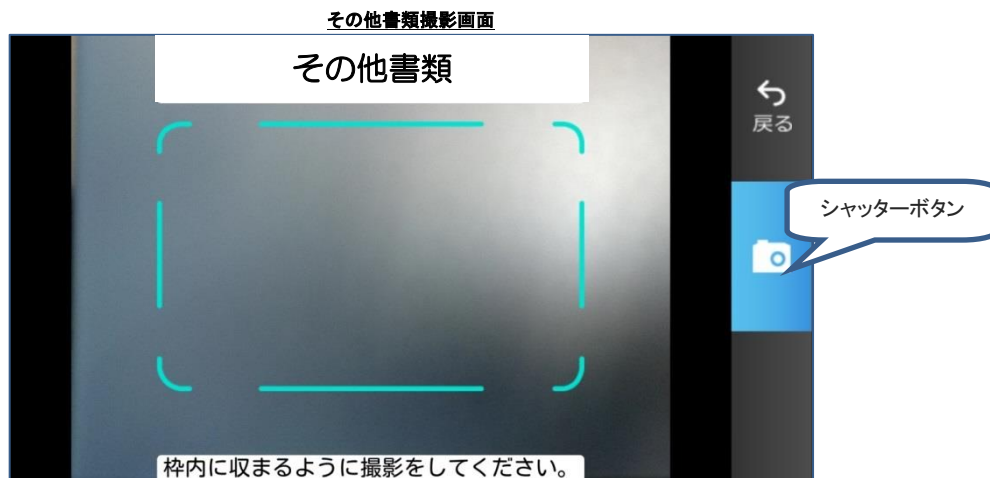 その他書類撮影画面
その他書類
戻る
シャッターボタン
枠内に収まるように撮影をしてください。